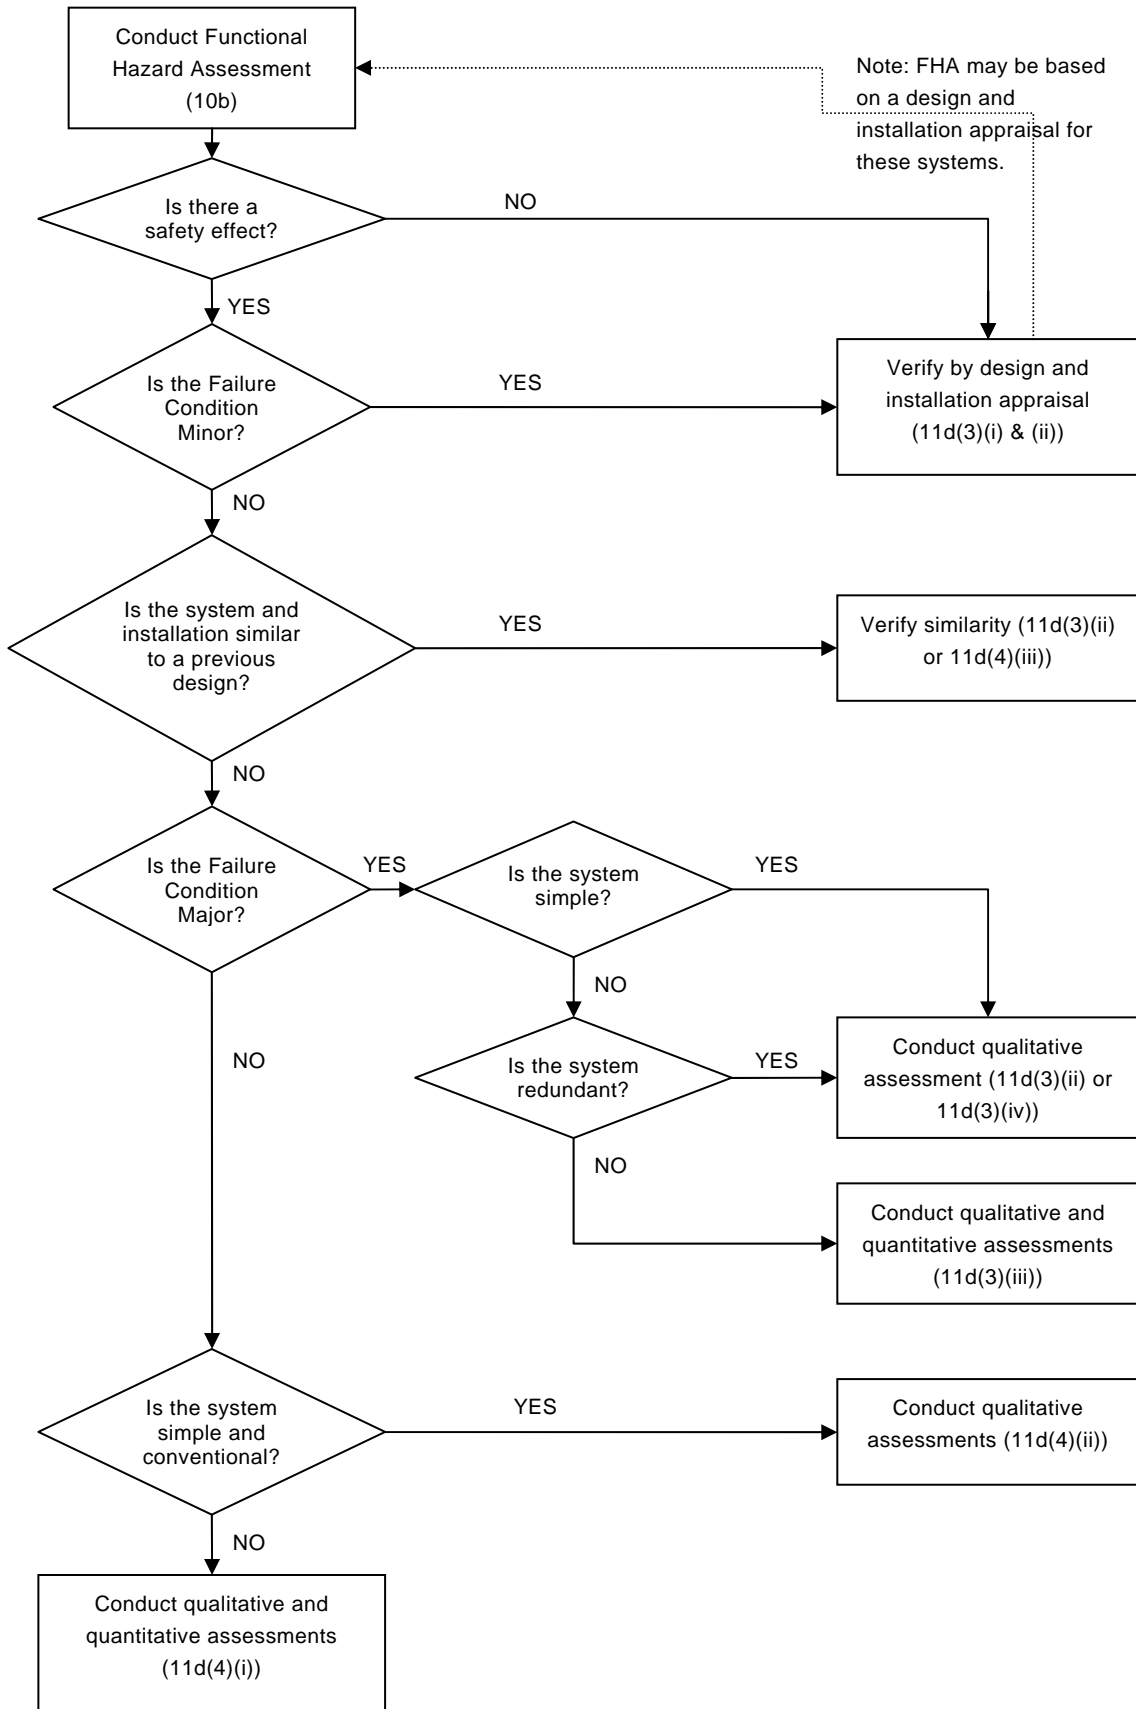 Conduct Functional
Hazard Assessment
(10b)
Note: FHA may be based
on a design and
installation appraisal for
these systems.
Is there a
safety effect?
NO
YES
Is the Failure
Condition
Minor?
YES
Verify by design and
installation appraisal
(11d(3)(i) & (ii))
NO
Is the system and
installation similar
to a previous
design?
YES
Verify similarity (11d(3)(ii)
or 11d(4)(iii))
NO
Is the Failure
Condition
Major?
YES
Is the system
simple?
YES
NO
NO
Is the system
redundant?
YES
Conduct qualitative
assessment (11d(3)(ii) or
11d(3)(iv))
NO
Conduct qualitative and
quantitative assessments
(11d(3)(iii))
Is the system
simple and
conventional?
YES
Conduct qualitative
assessments (11d(4)(ii))
NO
Conduct qualitative and
quantitative assessments
(11d(4)(i))